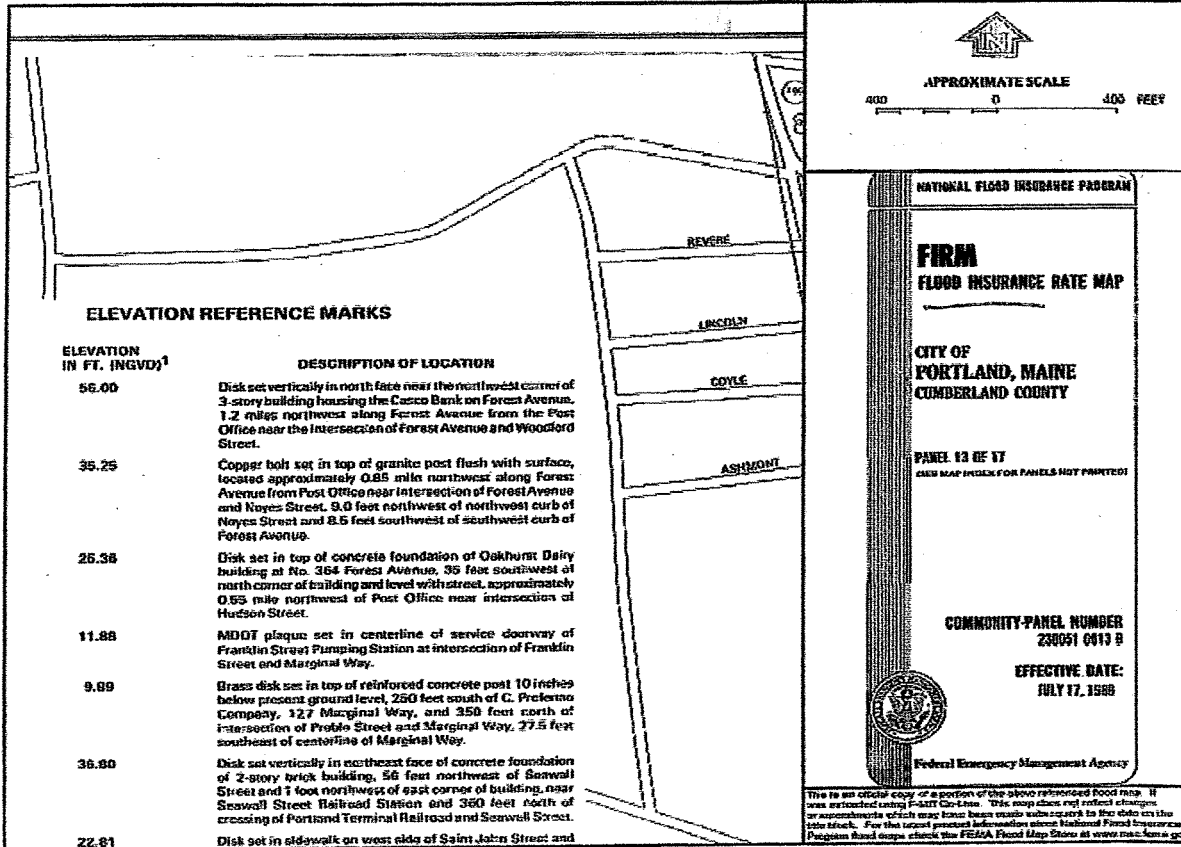 APPROXIMATE SCALE
400 0 400 FEET
NATIONAL FLOOD INSURANCE PROGRAM
FIRM
FLOOD INSURANCE RATE MAP
CITY OF
PORTLAND, MAINE
CUMBERLAND COUNTY
PANEL 13 OF 17
(SEE MAP INDEX FOR PANELS NOT PRINTED)
COMMUNITY-PANEL NUMBER
230051 0013 B
EFFECTIVE DATE:
JULY 17, 1986
Federal Emergency Management Agency
This is an official copy of a portion of the above referenced flood map. It
was extracted using F-MIT On-Line. This map does not reflect changes
or amendments which may have been made subsequent to the date on the
title block. For the latest product information about National Flood Insurance
Program flood maps check the FEMA Flood Map Store at www.msc.fema.go
REVERE
LINCOLN
COYLE
ASHMONT
ELEVATION REFERENCE MARKS
ELEVATION
IN FT. (NGVD)1
DESCRIPTION OF LOCATION
56.00 Disk set vertically in north face near the northwest corner of
3-story building housing the Casco Bank on Forest Avenue,
1.2 miles northwest along Forest Avenue from the Post
Office near the intersection of Forest Avenue and Woodford
Street.
35.25 Copper bolt set in top of granite post flush with surface,
located approximately 0.85 mile northwest along Forest
Avenue from Post Office near intersection of Forest Avenue
and Noyes Street, 9.0 feet northwest of northwest curb of
Noyes Street and 8.5 feet southwest of southwest curb of
Forest Avenue.
25.36 Disk set in top of concrete foundation of Oakhurst Dairy
building at No. 364 Forest Avenue, 35 feet southwest of
north corner of building and level with street, approximately
0.55 mile northwest of Post Office near intersection of
Hudson Street.
11.88 MDOT plaque set in centerline of service doorway of
Franklin Street Pumping Station at intersection of Franklin
Street and Marginal Way.
9.89 Brass disk set in top of reinforced concrete post 10 inches
below present ground level, 250 feet south of C. 
Company, 127 Marginal Way, and 350 feet north of
intersection of Preble Street and Marginal Way, 27.5 feet
southeast of centerline of Marginal Way.
36.80 Disk set vertically in northeast face of concrete foundation
of 2-story brick building, 56 feet northwest of Seawall
Street and 1 foot northwest of east corner of building, near
Seawall Street Railroad Station and 360 feet north of
crossing of Portland Terminal Railroad and Seawall Street.
22.81 Disk set in sidewalk on west side of Saint John Street and